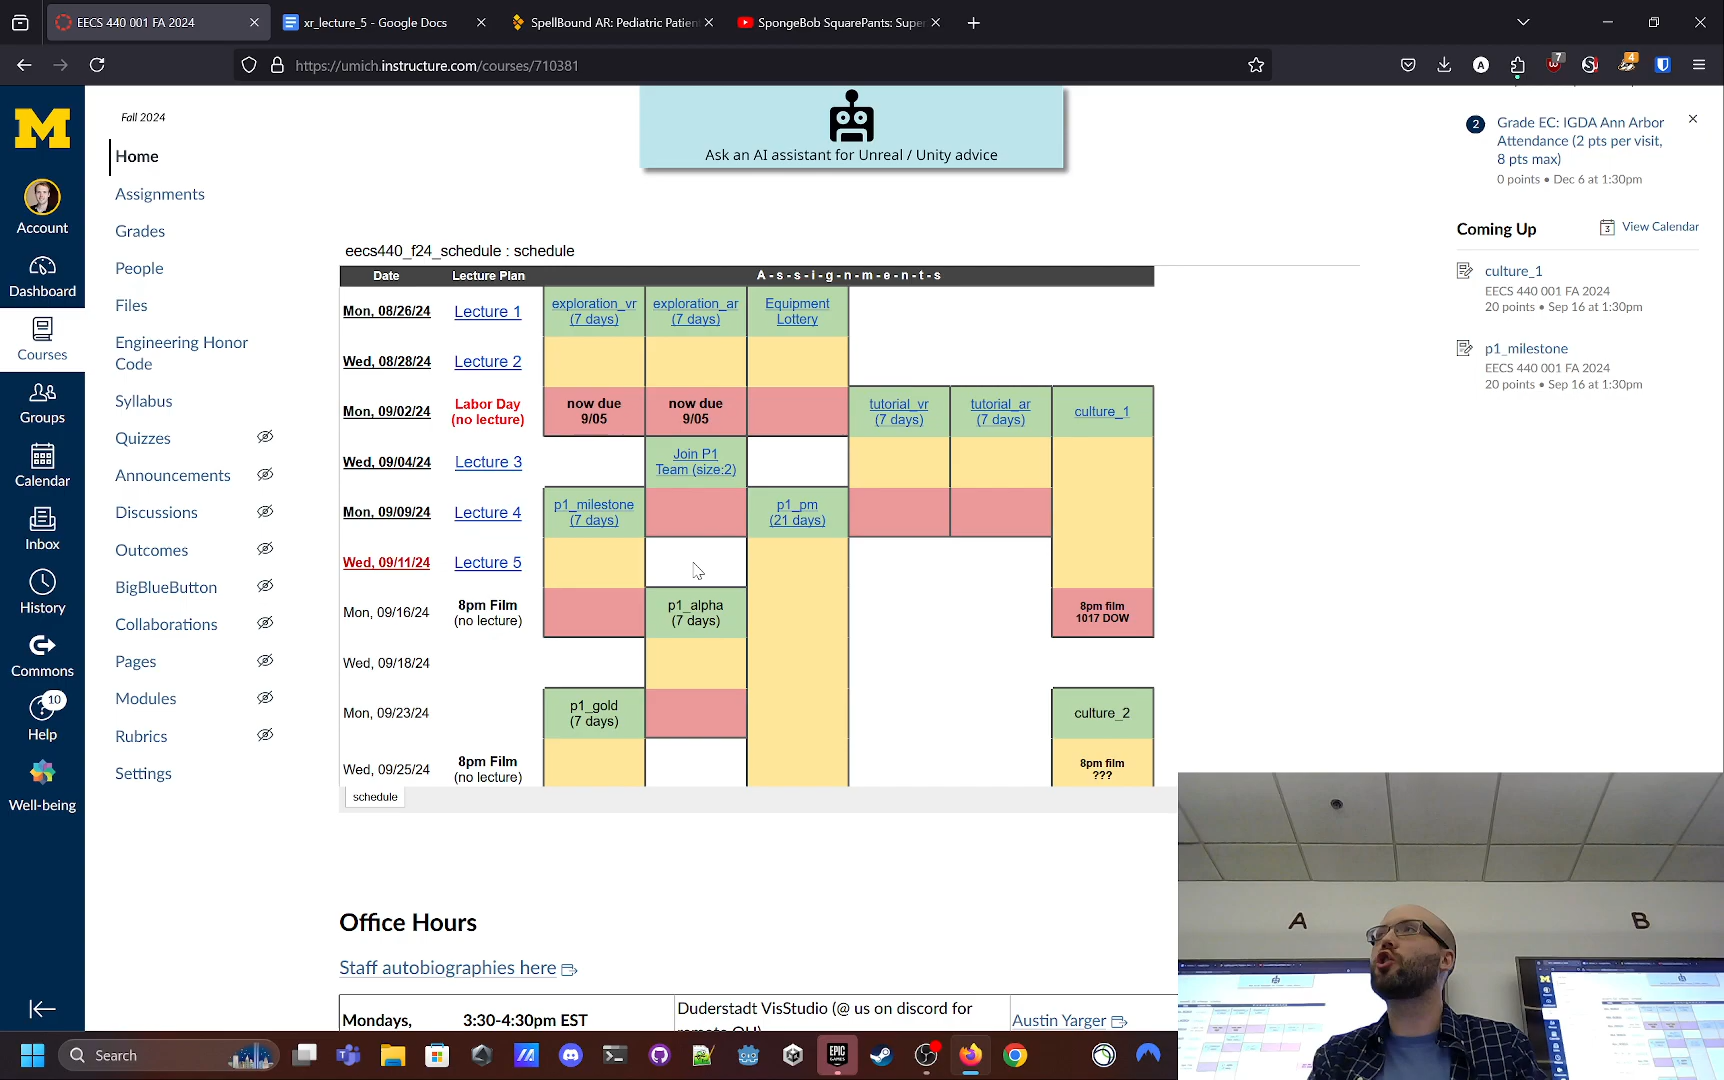 EECS 440 001 FA 2024
xr_lecture_5 - Google Docs
SpellBound AR: Pediatric Patien
SpongeBob SquarePants: Super
https://umich.instructure.com/courses/710381
A
7
4
M
Account
Dashboard
Courses
Groups
Calendar
Inbox
History
Commons
10
Help
Well-being
Fall 2024
Home
Assignments
Grades
People
Files
Engineering Honor
Code
Syllabus
Quizzes
Announcements
Discussions
Outcomes
BigBlueButton
Collaborations
Pages
Modules
Rubrics
Settings
Ask an AI assistant for Unreal / Unity advice
eecs440_f24_schedule : schedule
Date Lecture Plan A-s-s-i-g-n-m-e-n-t-s
Mon, 08/26/24 Lecture 1
exploration_vr
(7 days)
exploration_ar
(7 days)
Equipment
Lottery
Wed, 08/28/24 Lecture 2
Mon, 09/02/24
Labor Day
(no lecture)
now due
9/05
now due
9/05
tutorial_vr
(7 days)
tutorial_ar
(7 days)
culture_1
Wed, 09/04/24 Lecture 3
Join P1
Team (size:2)
Mon, 09/09/24 Lecture 4
p1_milestone
(7 days)
p1_pm
(21 days)
Wed, 09/11/24 Lecture 5
Mon, 09/16/24
8pm Film
(no lecture)
p1_alpha
(7 days)
8pm film
1017 DOW
Wed, 09/18/24
Mon, 09/23/24
p1_gold
(7 days)
culture_2
Wed, 09/25/24
8pm Film
(no lecture)
8pm film
???
schedule
Office Hours
Staff autobiographies here
Mondays, 3:30-4:30pm EST
Duderstadt VisStudio (@ us on discord for
remote OH)
Austin Yarger
2
Grade EC: IGDA Ann Arbor
Attendance (2 pts per visit,
8 pts max)
0 points • Dec 6 at 1:30pm
Coming Up
3
View Calendar
culture_1
EECS 440 001 FA 2024
20 points • Sep 16 at 1:30pm
p1_milestone
EECS 440 001 FA 2024
20 points • Sep 16 at 1:30pm
A
B
Search
EPIC
GAMES